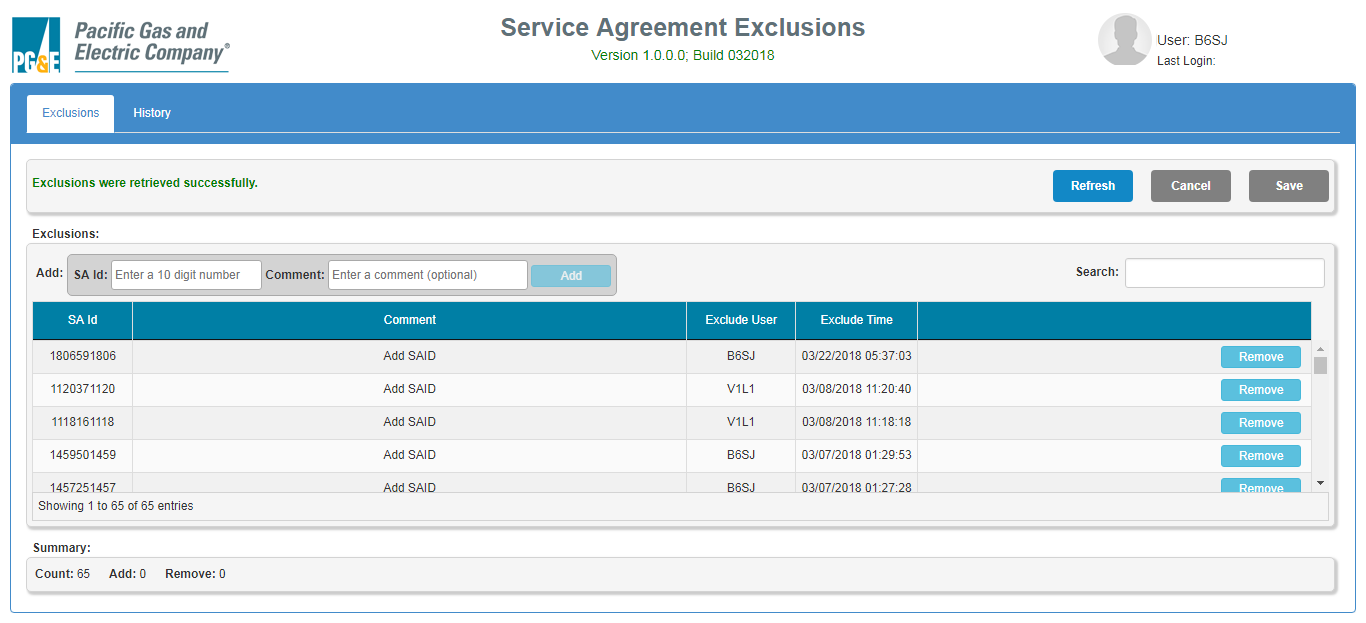 PG&E
Pacific Gas and
Electric Company®
Service Agreement Exclusions
Version 1.0.0.0; Build 032018
User: B6SJ
Last Login:
Exclusions History
Exclusions were retrieved successfully. Refresh Cancel Save
Exclusions:
Add: SA Id: Enter a 10 digit number Comment: Enter a comment (optional) Add Search:
SA Id Comment Exclude User Exclude Time
1806591806 Add SAID B6SJ 03/22/2018 05:37:03 Remove
1120371120 Add SAID V1L1 03/08/2018 11:20:40 Remove
1118161118 Add SAID V1L1 03/08/2018 11:18:18 Remove
1459501459 Add SAID B6SJ 03/07/2018 01:29:53 Remove
1457251457 Add SAID B6SJ 03/07/2018 01:27:28 Remove
Showing 1 to 65 of 65 entries
Summary:
Count: 65 Add: 0 Remove: 0